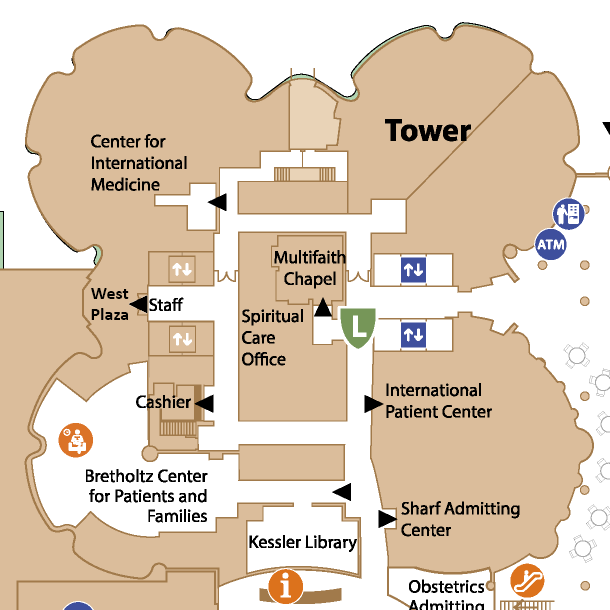 Tower
Center for
International
Medicine
ATM
Multifaith
Chapel
West
Plaza
Staff
Spiritual
Care
Office
L
Cashier
International
Patient Center
Bretholtz Center
for Patients and
Families
Sharf Admitting
Center
Kessler Library
i
Obstetrics
Admitting